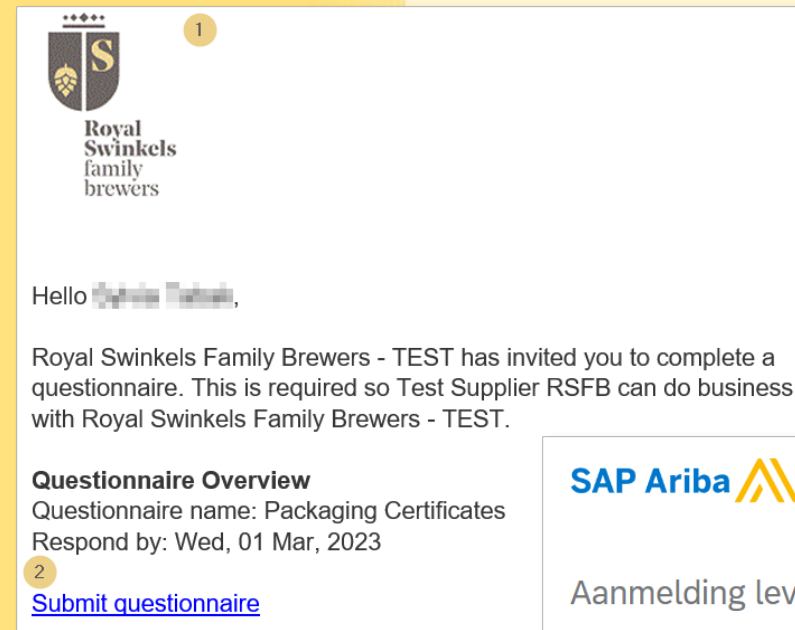 1
S
Royal
Swinkels
family
brewers
Hello ,
Royal Swinkels Family Brewers - TEST has invited you to complete a
questionnaire. This is required so Test Supplier RSFB can do business
with Royal Swinkels Family Brewers - TEST.
Questionnaire Overview
Questionnaire name: Packaging Certificates
Respond by: Wed, 01 Mar, 2023
2
Submit questionnaire
SAP Ariba
Aanmelding lev